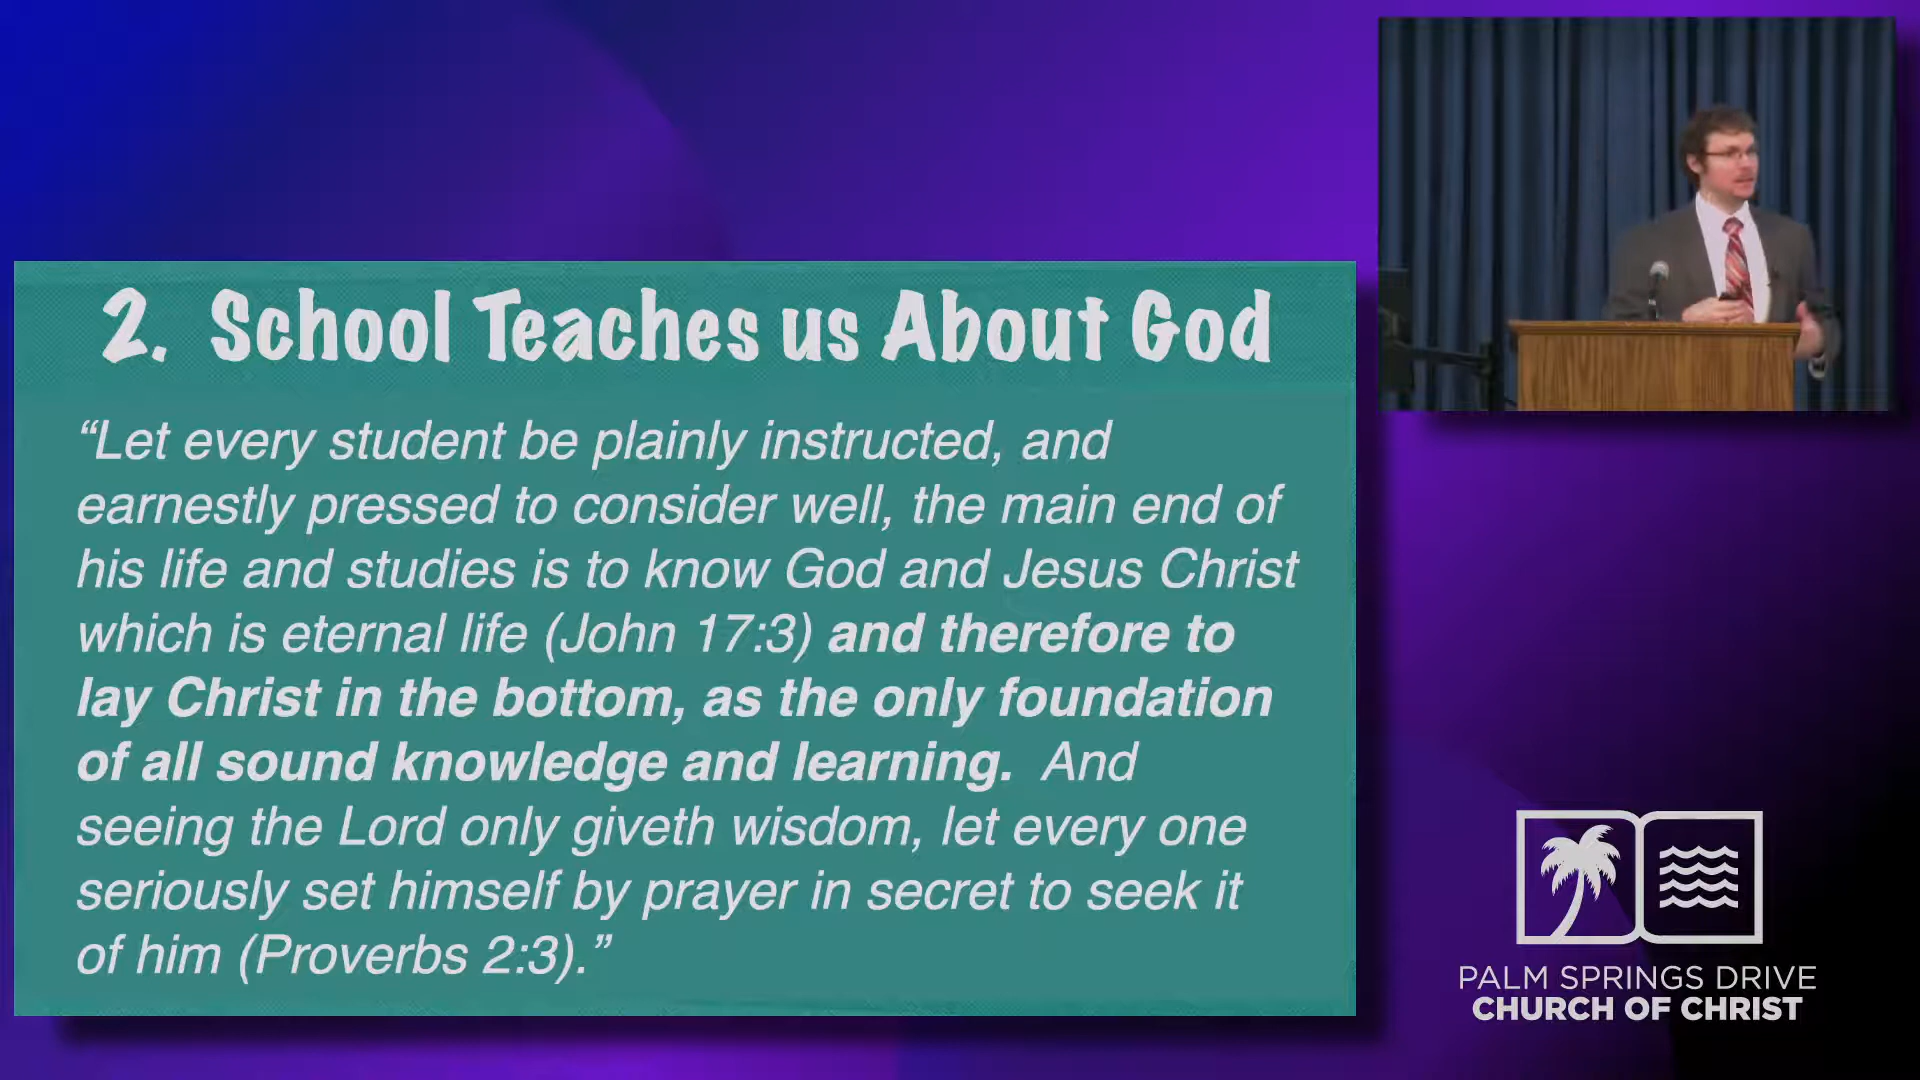 2. School Teaches us About God
“Let every student be plainly instructed, and
earnestly pressed to consider well, the main end of
his life and studies is to know God and Jesus Christ
which is eternal life (John 17:3) and therefore to
lay Christ in the bottom, as the only foundation
of all sound knowledge and learning. And
seeing the Lord only giveth wisdom, let every one
seriously set himself by prayer in secret to seek it
of him (Proverbs 2:3).”
PALM SPRINGS DRIVE
CHURCH OF CHRIST